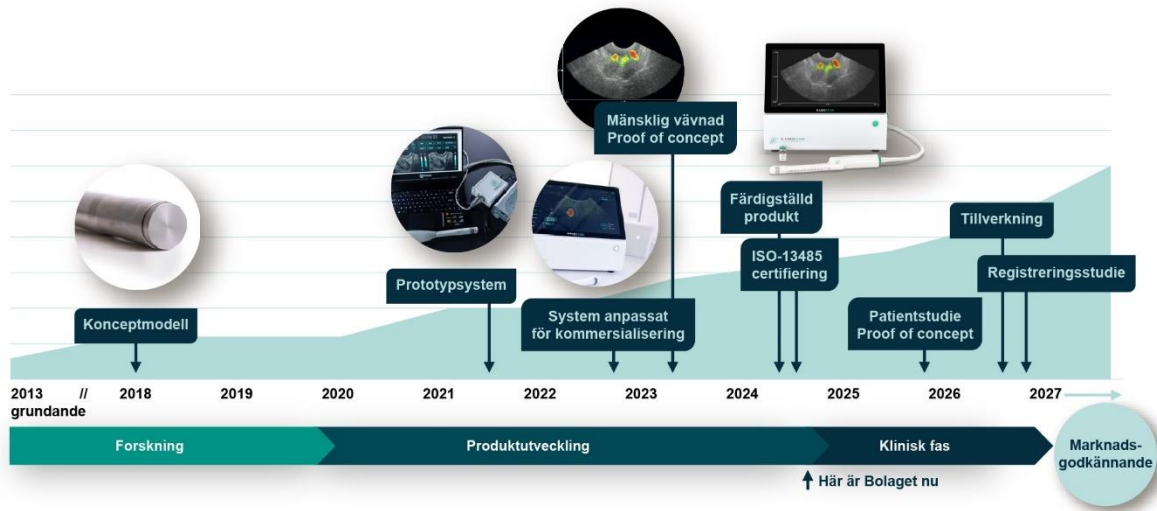 Mänsklig vävnad
Proof of concept
Färdigställd
produkt
Tillverkning
ISO-13485
certifiering
Registreringsstudie
Prototypsystem
Konceptmodell
System anpassat
för kommersialisering
Patientstudie
Proof of concept
2013 // 2018 2019 2020 2021 2022 2023 2024 2025 2026 2027
grundande
Forskning
Produktutveckling
Klinisk fas
Marknads-
godkännande
Här är Bolaget nu